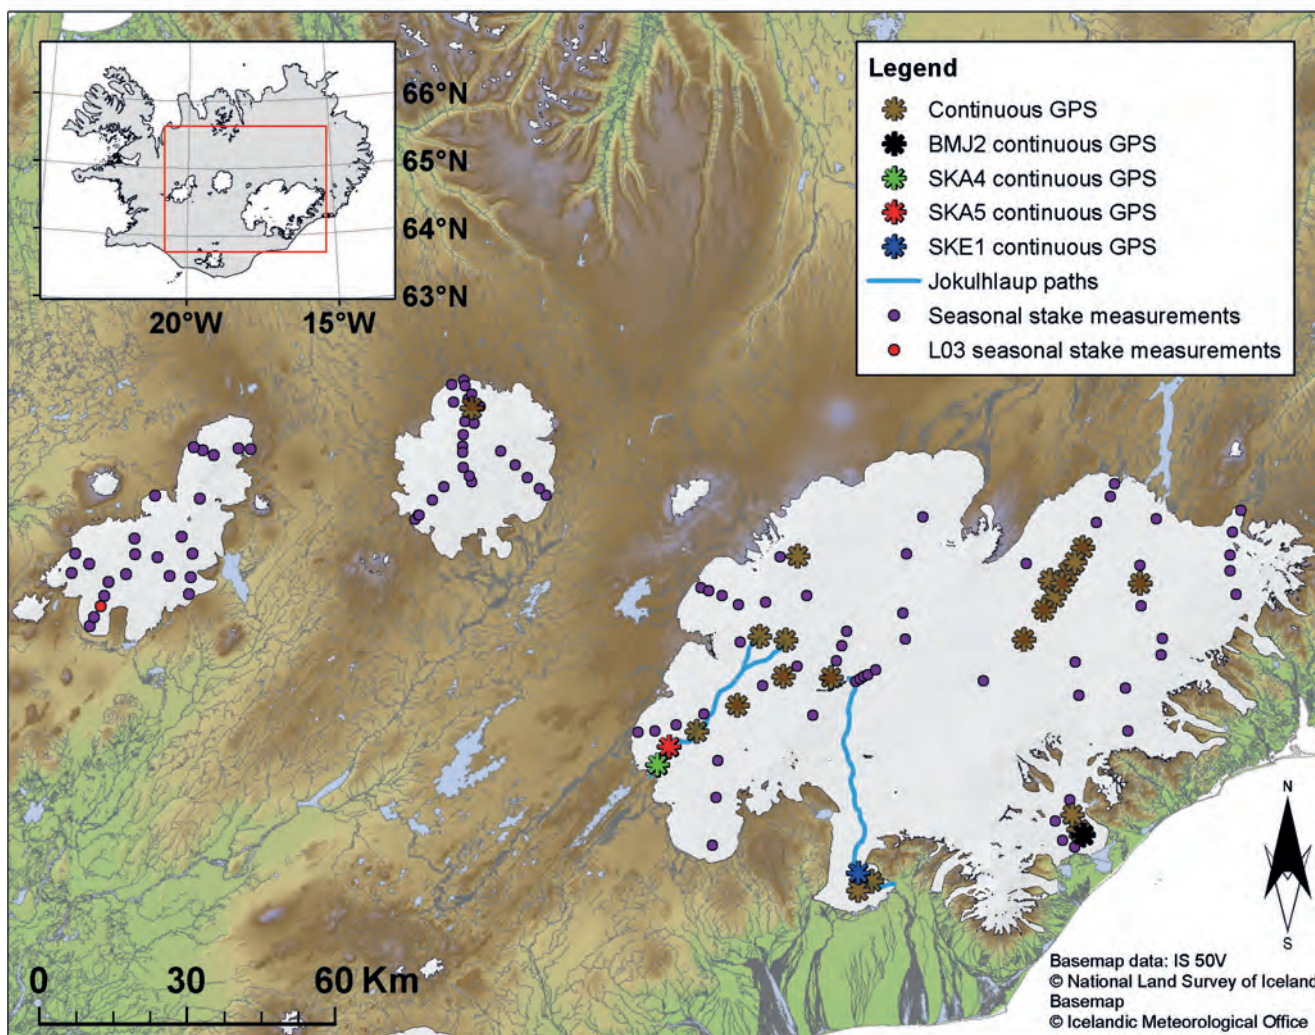 66°N
65°N
64°N
63°N
20°W
15°W
Legend
Continuous GPS
BMJ2 continuous GPS
SKA4 continuous GPS
SKA5 continuous GPS
SKE1 continuous GPS
Jokulhlaup paths
Seasonal stake measurements
L03 seasonal stake measurements
N
S
0 30 60 Km
Basemap data: IS 50V
© National Land Survey of Iceland
Basemap
© Icelandic Meteorological Office